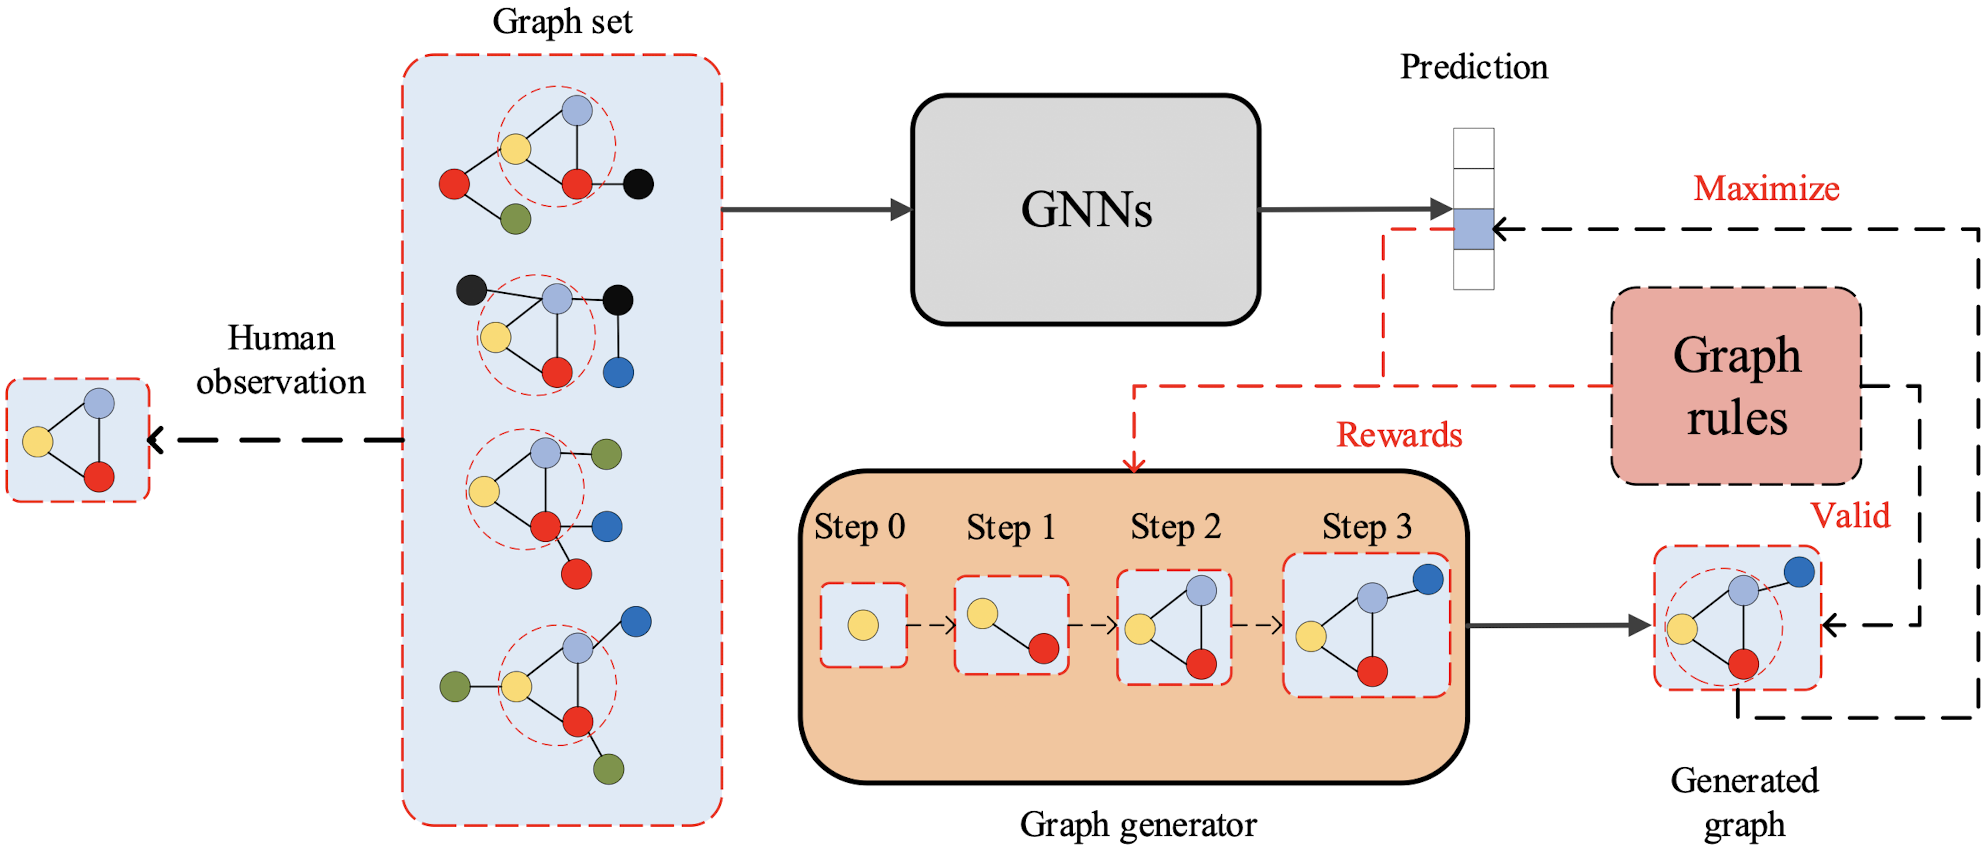 Graph set
Prediction
GNNs
Maximize
Human
observation
Graph
rules
Rewards
Valid
Step 0
Step 1
Step 2
Step 3
Generated
graph
Graph generator